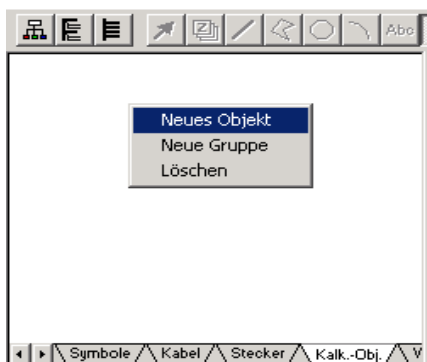 Abc
Neues Objekt
Neue Gruppe
Löschen
Symbole Kabel Stecker Kalk.-Obj. V